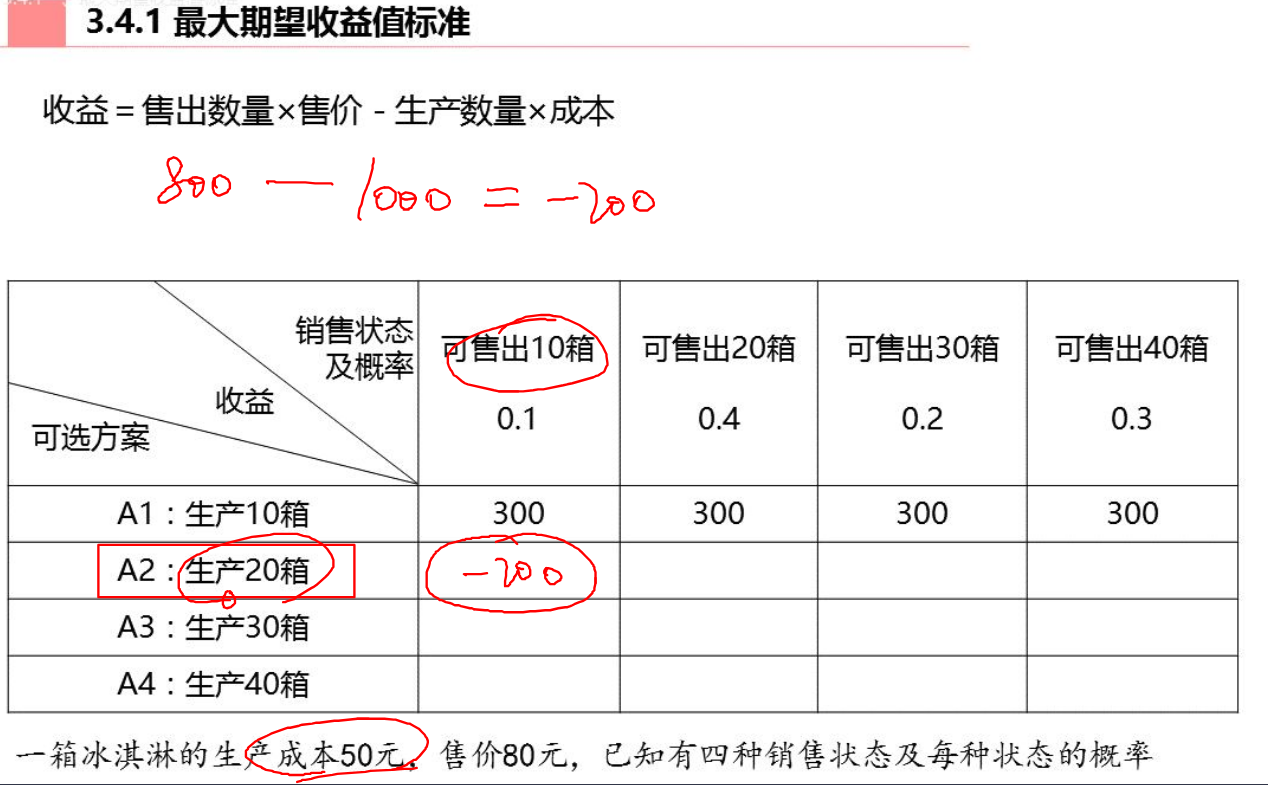 3.4.1 最大期望收益值标准
收益=售出数量×售价 - 生产数量×成本
800 — 1000 = -200
销售状态及概率 可售出10箱 可售出20箱 可售出30箱 可售出40箱
收益 0.1 0.4 0.2 0.3
可选方案
A1：生产10箱 300 300 300 300
A2：生产20箱 -200
A3：生产30箱
A4：生产40箱
一箱冰淇淋的生产成本50元，售价80元，已知有四种销售状态及每种状态的概率